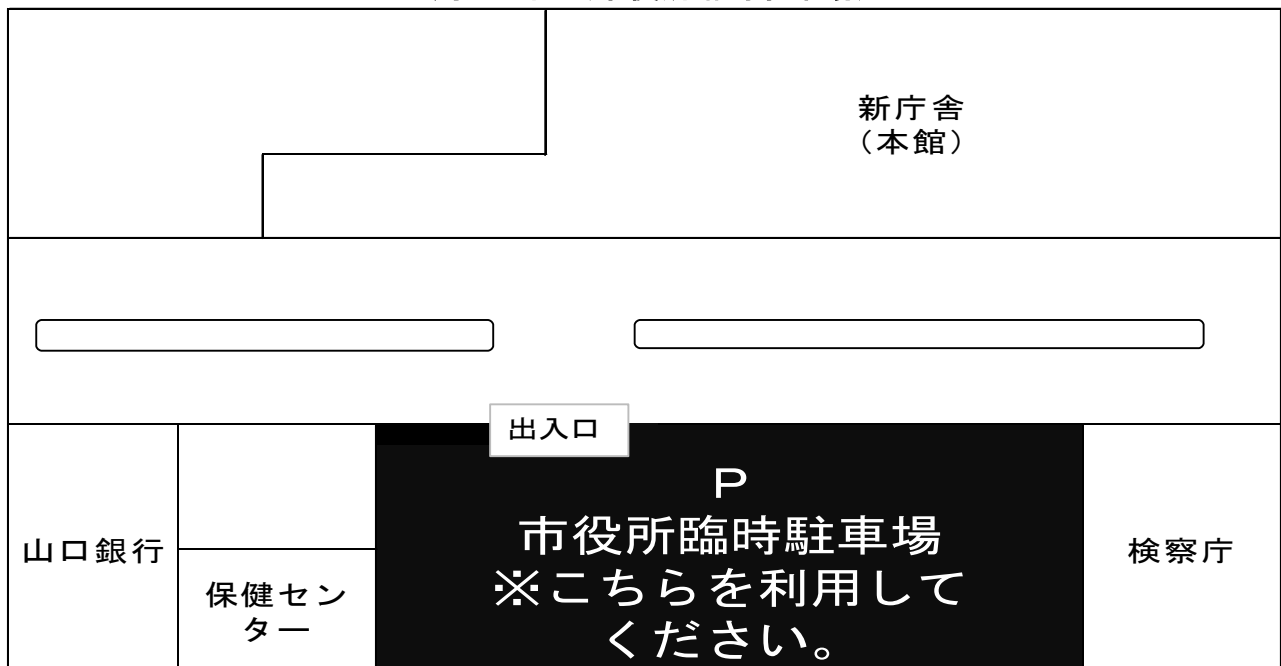 新庁舎
（本館）
出入口
Ｐ
市役所臨時駐車場
※こちらを利用して
ください。
山口銀行
保健セン
ター
検察庁